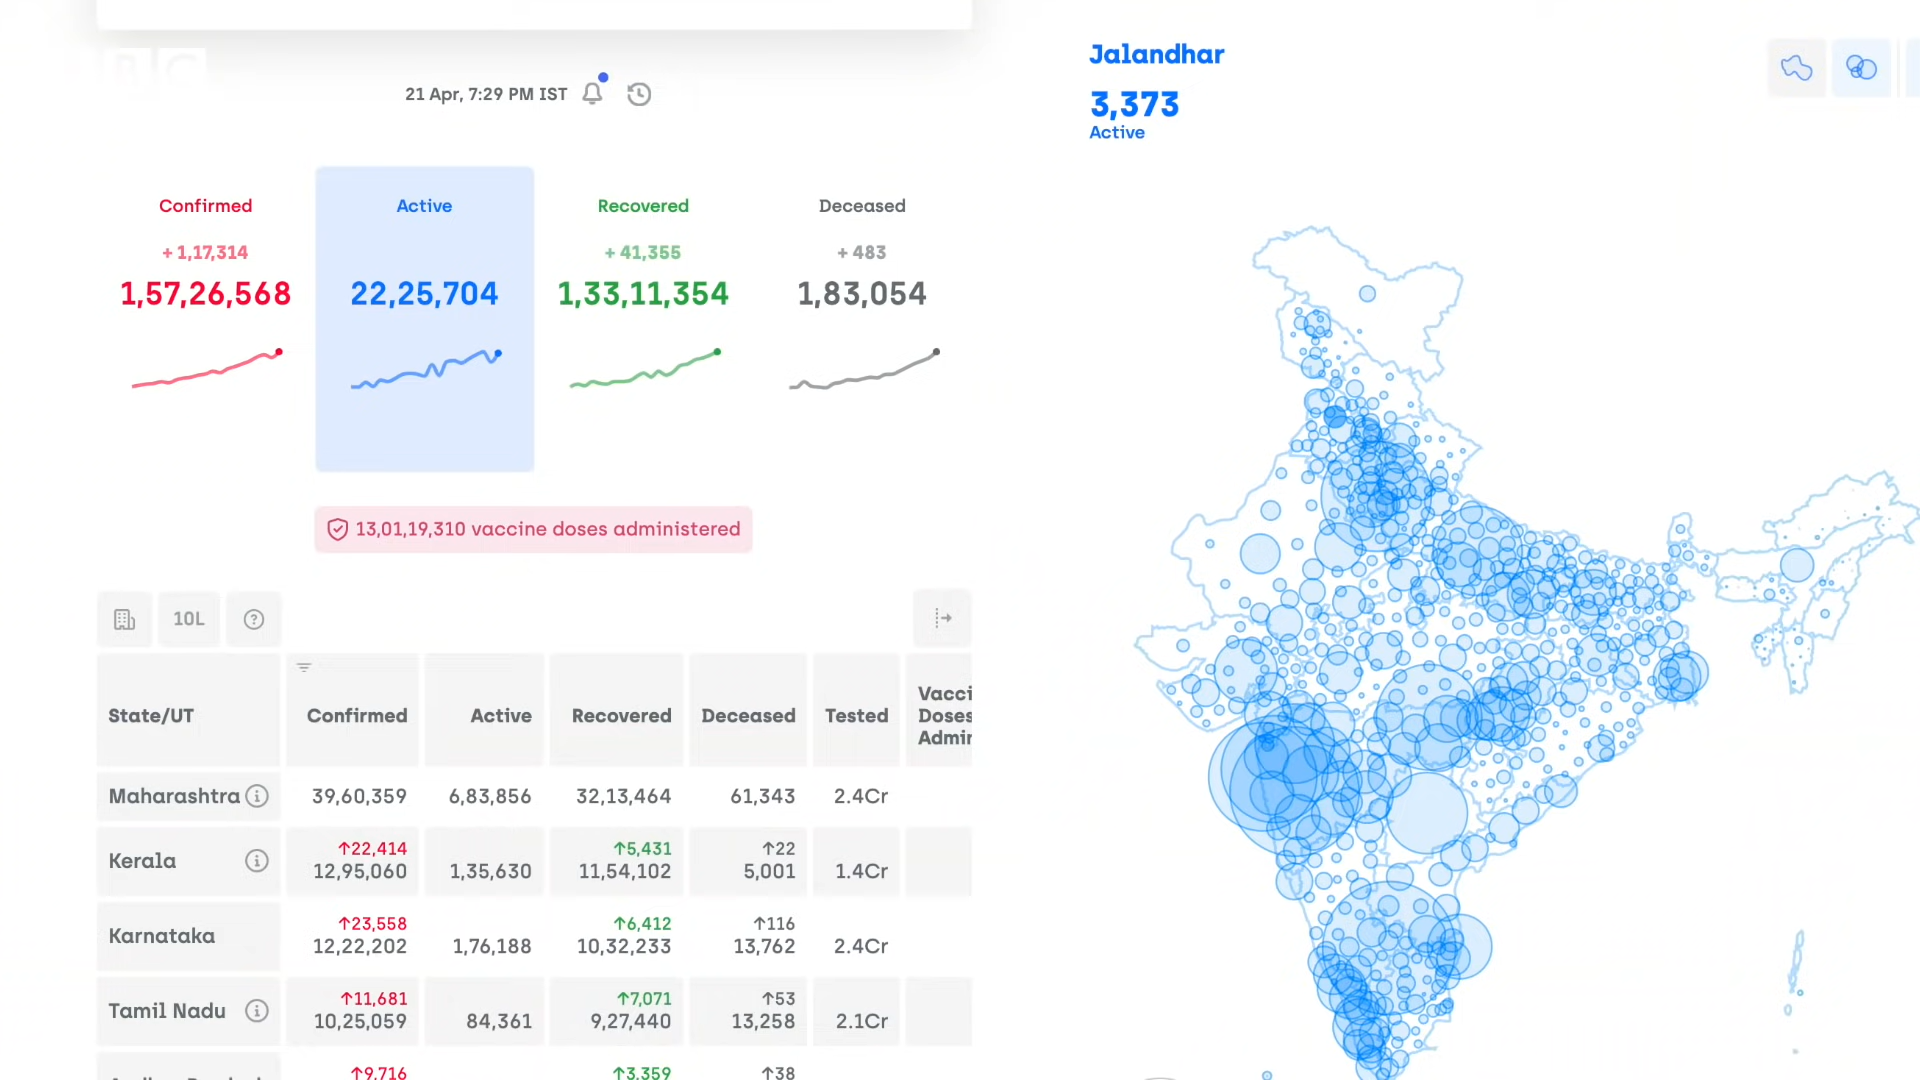 BBC
21 Apr, 7:29 PM IST
Confirmed
+ 1,17,314
1,57,26,568
Active
22,25,704
Recovered
+ 41,355
1,33,11,354
Deceased
+ 483
1,83,054
13,01,19,310 vaccine doses administered
10L
State/UT Confirmed Active Recovered Deceased Tested
Vacci
Doses
Admin
Maharashtra 39,60,359 6,83,856 32,13,464 61,343 2.4Cr
↑22,414 ↑5,431 ↑22
Kerala 12,95,060 1,35,630 11,54,102 5,001 1.4Cr
↑23,558 ↑6,412 ↑116
Karnataka 12,22,202 1,76,188 10,32,233 13,762 2.4Cr
↑11,681 ↑7,071 ↑53
Tamil Nadu 10,25,059 84,361 9,27,440 13,258 2.1Cr
↑9,716 ↑3,359 ↑38
Jalandhar
3,373
Active